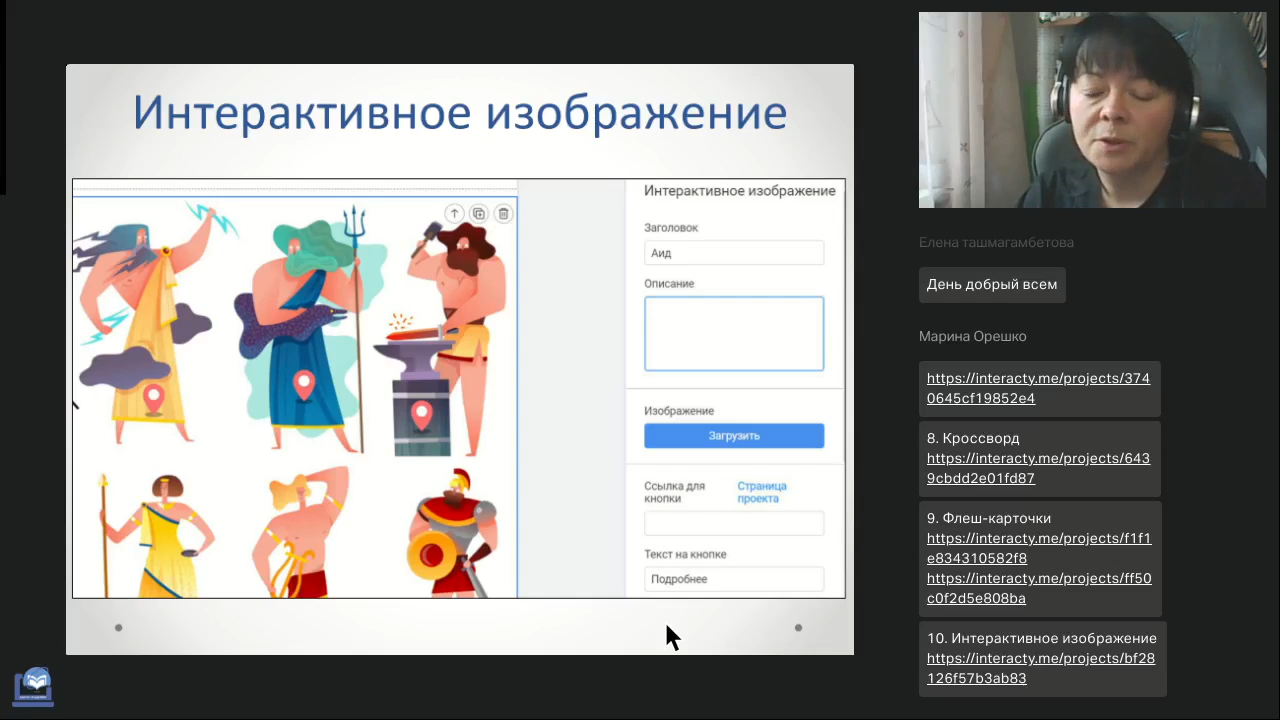 Интерактивное изображение
Интерактивное изображение
Заголовок
Аид
Описание
Изображение
Загрузить
Ссылка для
кнопки
Страница
проекта
Текст на кнопке
Подробнее
Елена ташмагамбетова
День добрый всем
Марина Орешко
https://interacty.me/projects/374
0645cf19852e4
8. Кроссворд
https://interacty.me/projects/643
9cbdd2e01fd87
9. Флеш-карточки
https://interacty.me/projects/f1f1
e834310582f8
https://interacty.me/projects/ff50
c0f2d5e808ba
10. Интерактивное изображение
https://interacty.me/projects/bf28
126f57b3ab83